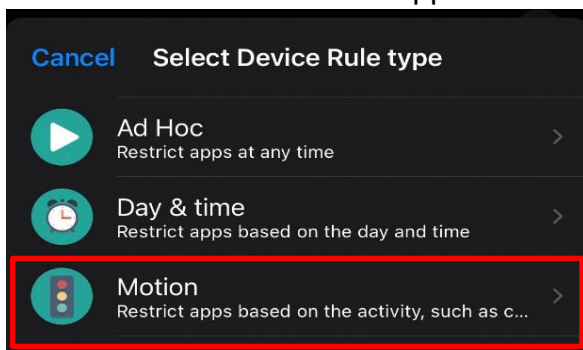 Cancel Select Device Rule type
Ad Hoc
Restrict apps at any time
Day & time
Restrict apps based on the day and time
Motion
Restrict apps based on the activity, such as c...